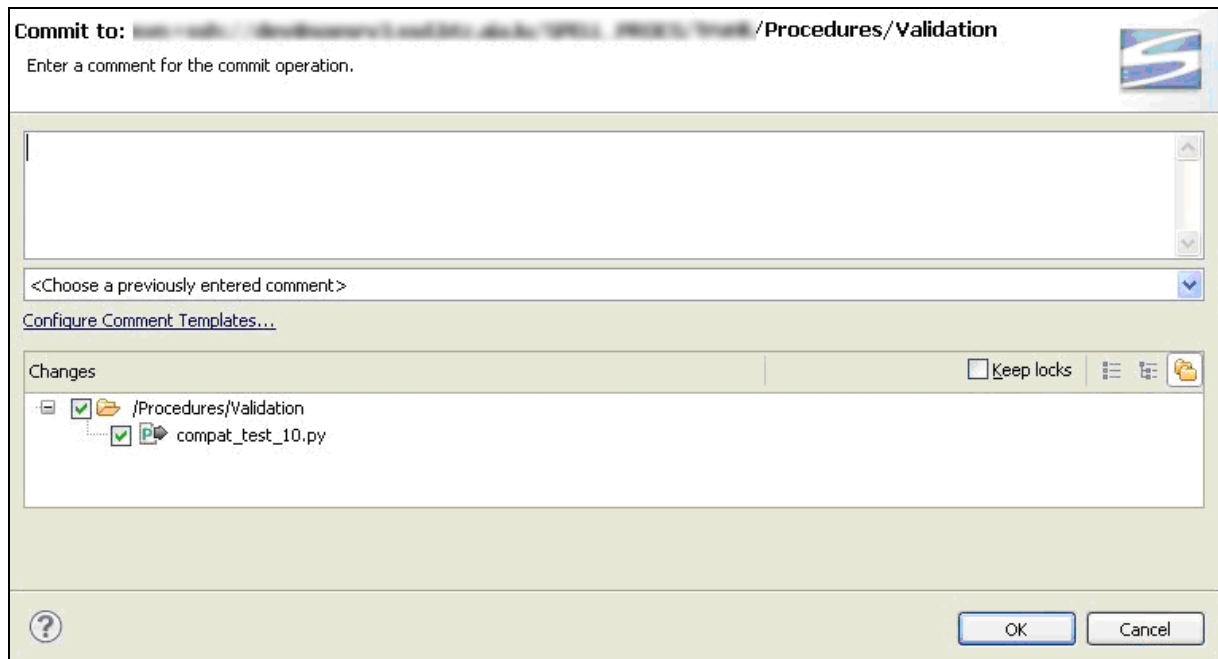 Commit to: /Procedures/Validation
Enter a comment for the commit operation.
<Choose a previously entered comment>
Configure Comment Templates...
Changes
Keep locks
/Procedures/Validation
compat_test_10.py
OK
Cancel